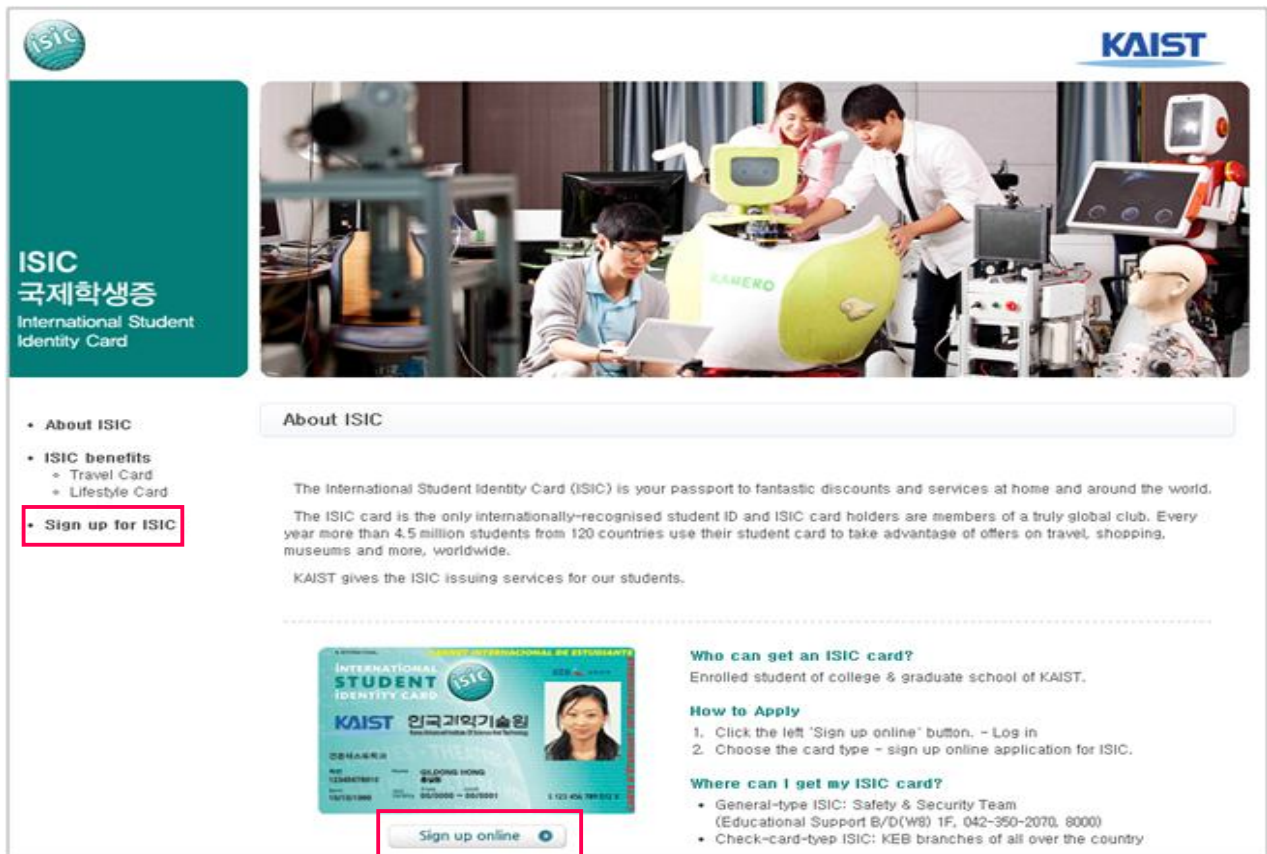 isic
KAIST
ISIC
국제학생증
International Student
Identity Card
KAMERO
• About ISIC
• ISIC benefits
Travel Card
Lifestyle Card
• Sign up for ISIC
About ISIC
The International Student Identity Card (ISIC) is your passport to fantastic discounts and services at home and around the world.
The ISIC card is the only internationally-recognised student ID and ISIC card holders are members of a truly global club. Every
year more than 4.5 million students from 120 countries use their student card to take advantage of offers on travel, shopping,
museums and more, worldwide.
KAIST gives the ISIC issuing services for our students.
CARNET INTERNACIONAL DE ESTUDIANTE
INTERNATIONAL
STUDENT
IDENTITY CARD
isic
KAIST 한국과학기술원
GILDONG HONG
홍길동
Sign up online
Who can get an ISIC card?
Enrolled student of college & graduate school of KAIST.
How to Apply
1. Click the left 'Sign up online' button. - Log in
2. Choose the card type - sign up online application for ISIC.
Where can I get my ISIC card?
• General-type ISIC: Safety & Security Team
(Educational Support B/D(W8) 1F, 042-350-2070, 8000)
• Check-card-tyep ISIC: KEB branches of all over the country